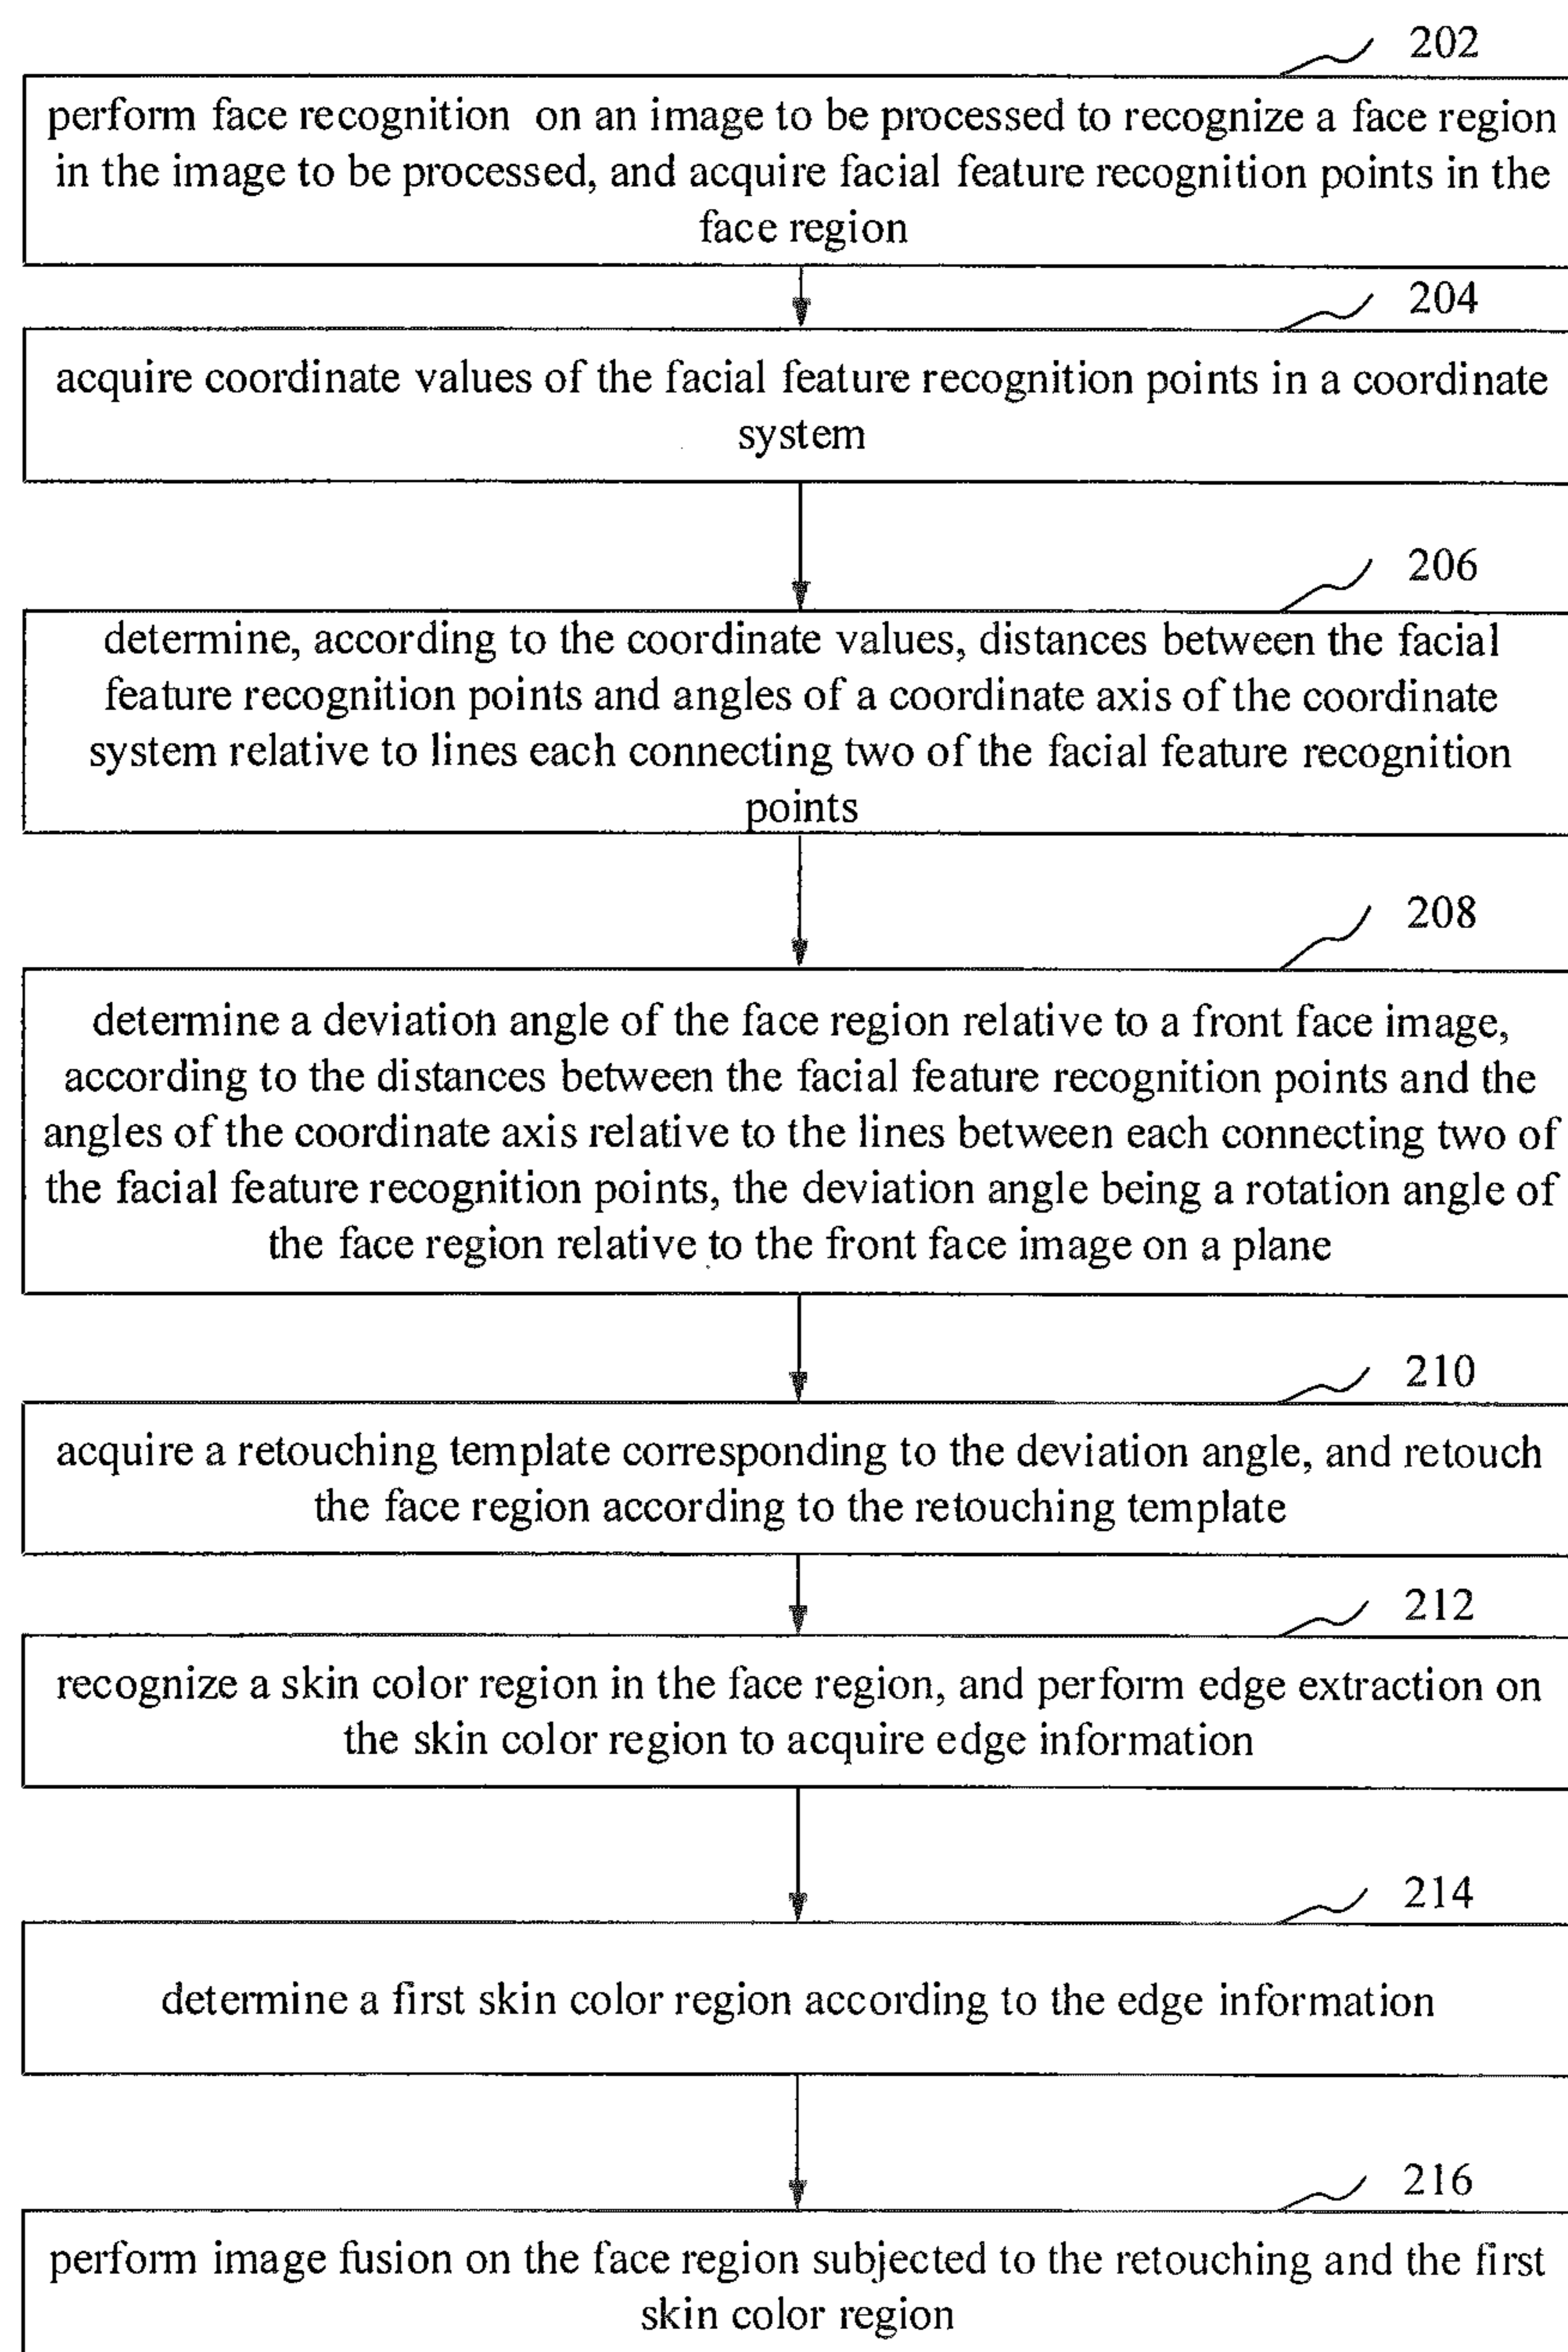 202
perform face recognition on an image to be processed to recognize a face region
in the image to be processed, and acquire facial feature recognition points in the
face region
204
acquire coordinate values of the facial feature recognition points in a coordinate
system
206
determine, according to the coordinate values, distances between the facial
feature recognition points and angles of a coordinate axis of the coordinate
system relative to lines each connecting two of the facial feature recognition
points
208
determine a deviation angle of the face region relative to a front face image,
according to the distances between the facial feature recognition points and the
angles of the coordinate axis relative to the lines between each connecting two of
the facial feature recognition points, the deviation angle being a rotation angle of
the face region relative to the front face image on a plane
210
acquire a retouching template corresponding to the deviation angle, and retouch
the face region according to the retouching template
212
recognize a skin color region in the face region, and perform edge extraction on
the skin color region to acquire edge information
214
determine a first skin color region according to the edge information
216
perform image fusion on the face region subjected to the retouching and the first
skin color region